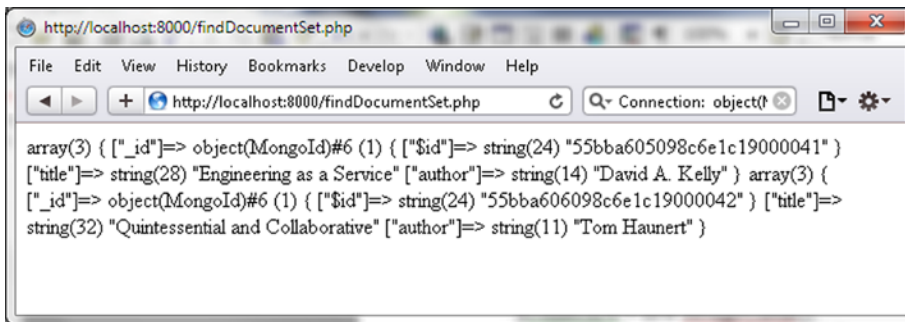 http://localhost:8000/findDocumentSet.php
File Edit View History Bookmarks Develop Window Help
http://localhost:8000/findDocumentSet.php
Connection: object(M
array(3) { ["_id"]=> object(MongoId)#6 (1) { ["$id"]=> string(24) "55bba605098c6e1c19000041" }
["title"]=> string(28) "Engineering as a Service" ["author"]=> string(14) "David A. Kelly" } array(3) {
["_id"]=> object(MongoId)#6 (1) { ["$id"]=> string(24) "55bba606098c6e1c19000042" } ["title"]=>
string(32) "Quintessential and Collaborative" ["author"]=> string(11) "Tom Haunert" }